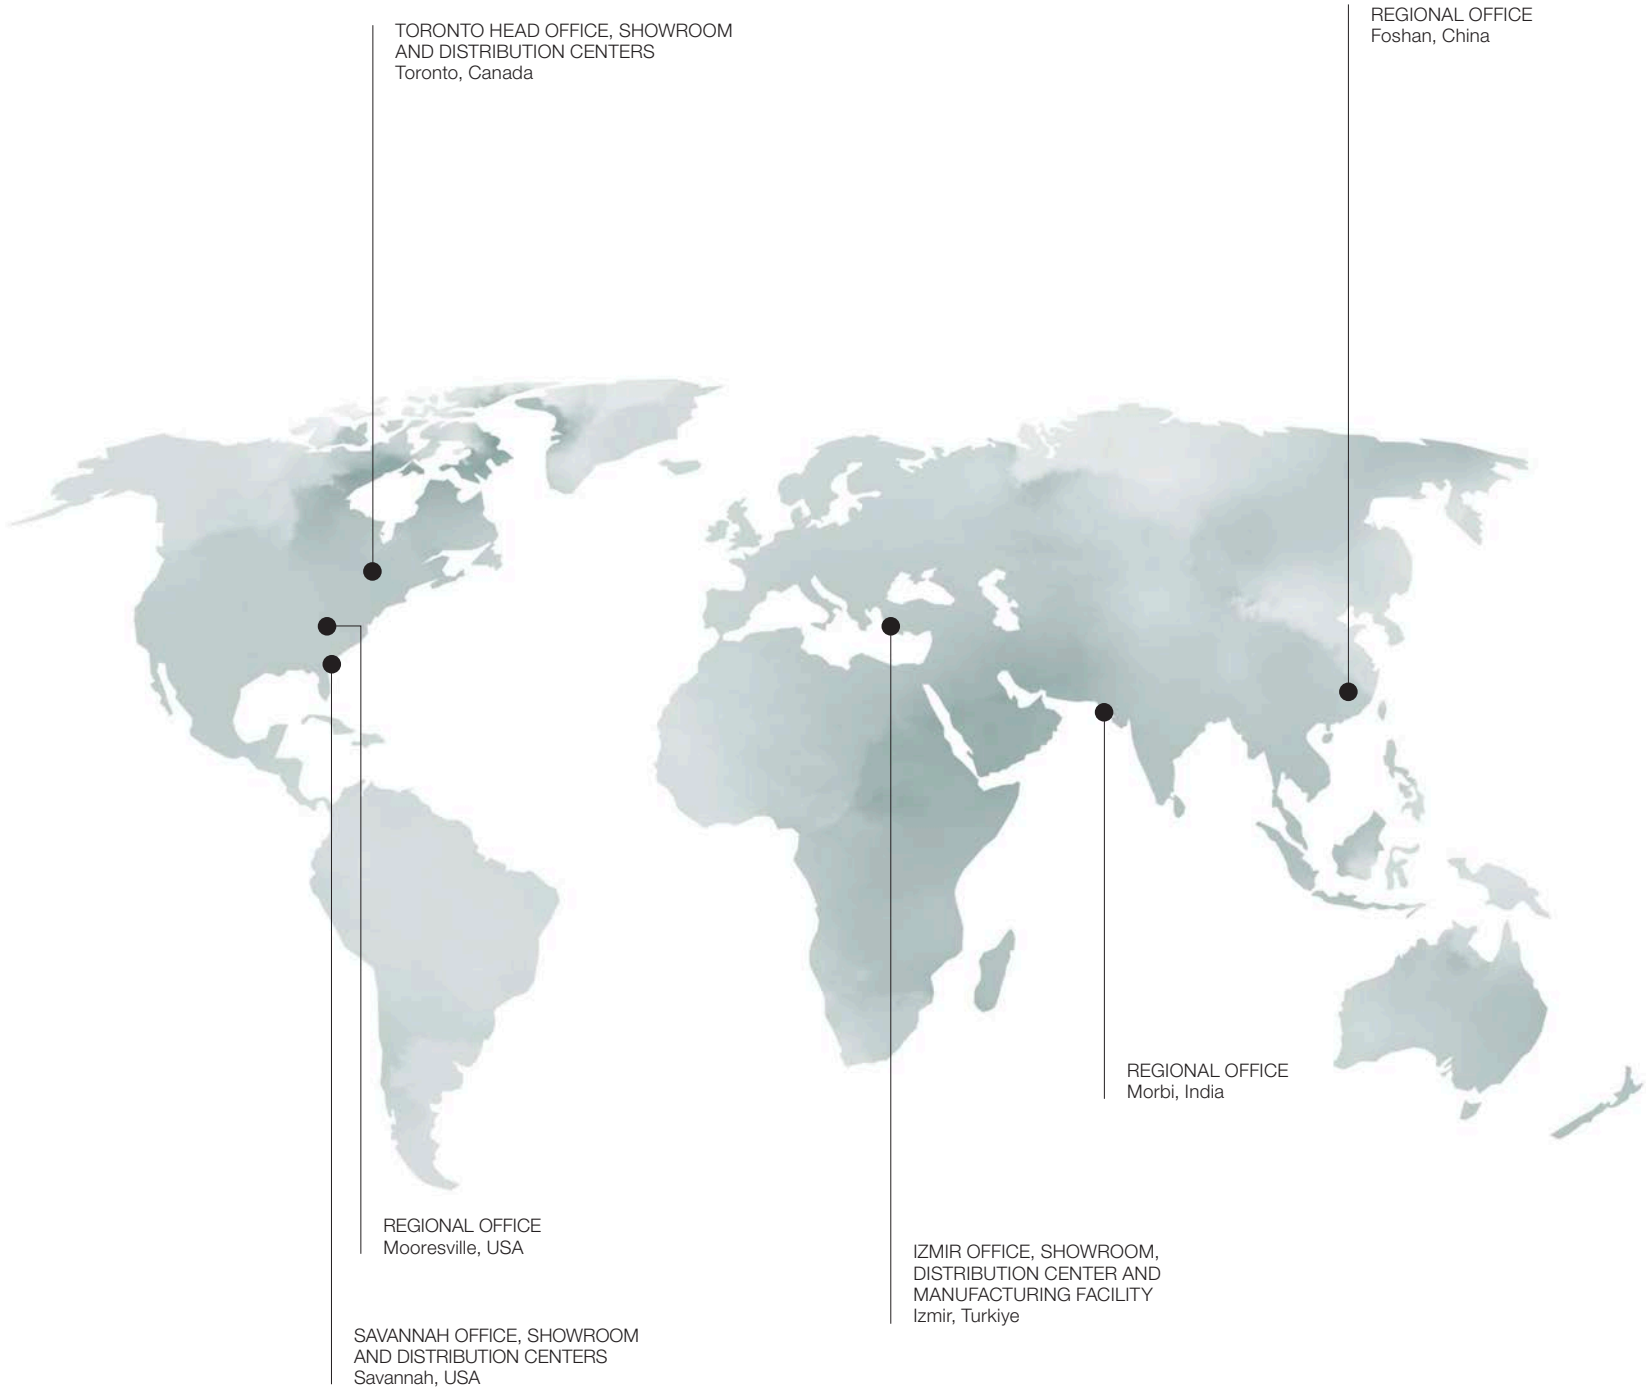 TORONTO HEAD OFFICE, SHOWROOM
AND DISTRIBUTION CENTERS
Toronto, Canada
REGIONAL OFFICE
Foshan, China
REGIONAL OFFICE
Morbi, India
REGIONAL OFFICE
Mooresville, USA
IZMIR OFFICE, SHOWROOM,
DISTRIBUTION CENTER AND
MANUFACTURING FACILITY
Izmir, Turkiye
SAVANNAH OFFICE, SHOWROOM
AND DISTRIBUTION CENTERS
Savannah, USA